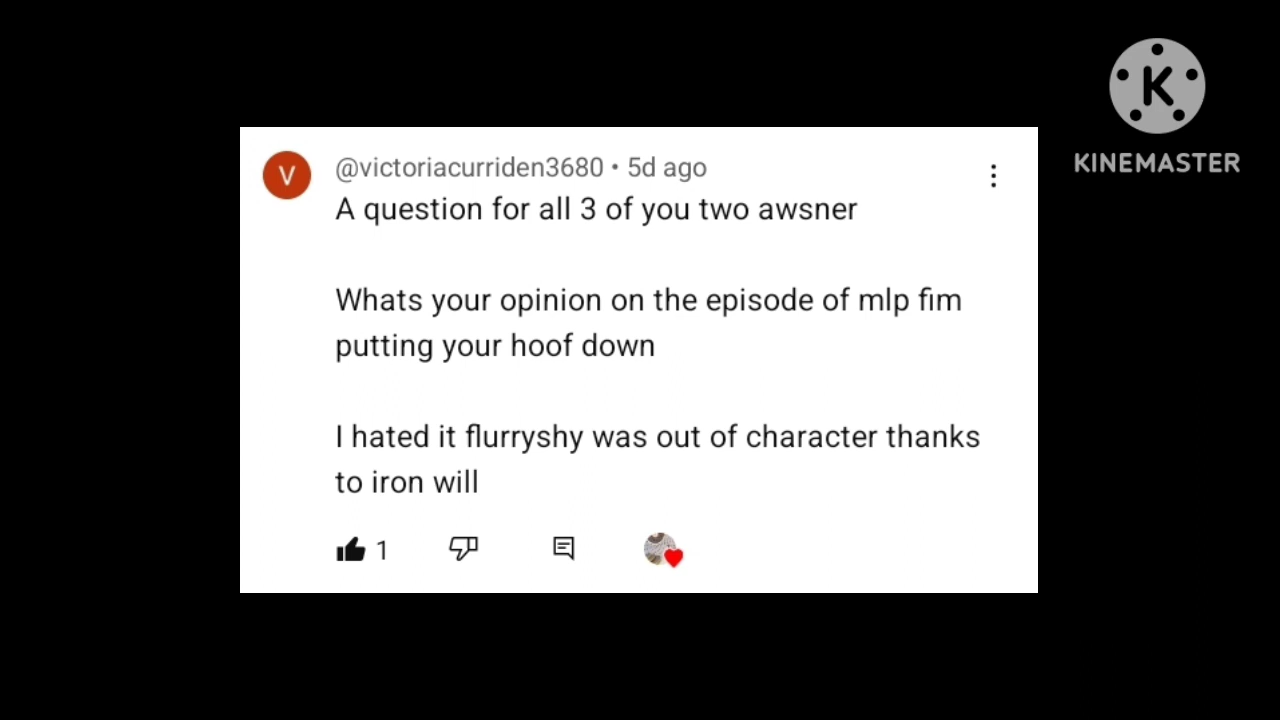 K
KINEMASTER
V
@victoriacurriden3680 • 5d ago
A question for all 3 of you two awsner
Whats your opinion on the episode of mlp fim
putting your hoof down
I hated it flurryshy was out of character thanks
to iron will
1